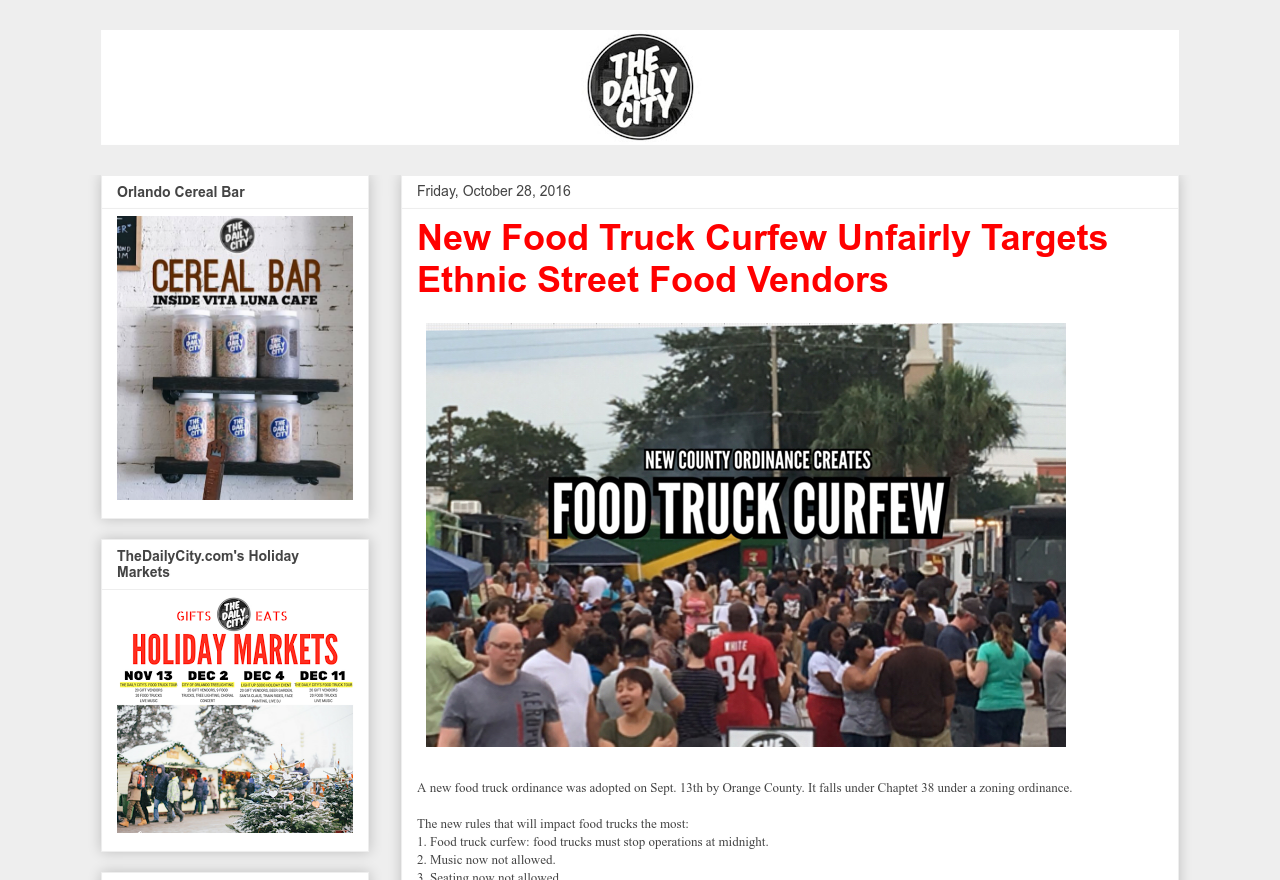 THE
DAILY
CITY
Orlando Cereal Bar
THE
DAILY
CITY
CEREAL BAR
INSIDE VITA LUNA CAFE
TheDailyCity.com's Holiday
Markets
GIFTS THE DAILY CITY EATS
HOLIDAY MARKETS
NOV 13 DEC 2 DEC 4 DEC 11
Friday, October 28, 2016
New Food Truck Curfew Unfairly Targets
Ethnic Street Food Vendors
NEW COUNTY ORDINANCE CREATES
FOOD TRUCK CURFEW
WHITE
84
THE
A new food truck ordinance was adopted on Sept. 13th by Orange County. It falls under Chaptet 38 under a zoning ordinance.
The new rules that will impact food trucks the most:
1. Food truck curfew: food trucks must stop operations at midnight.
2. Music now not allowed.
3. Seating now not allowed